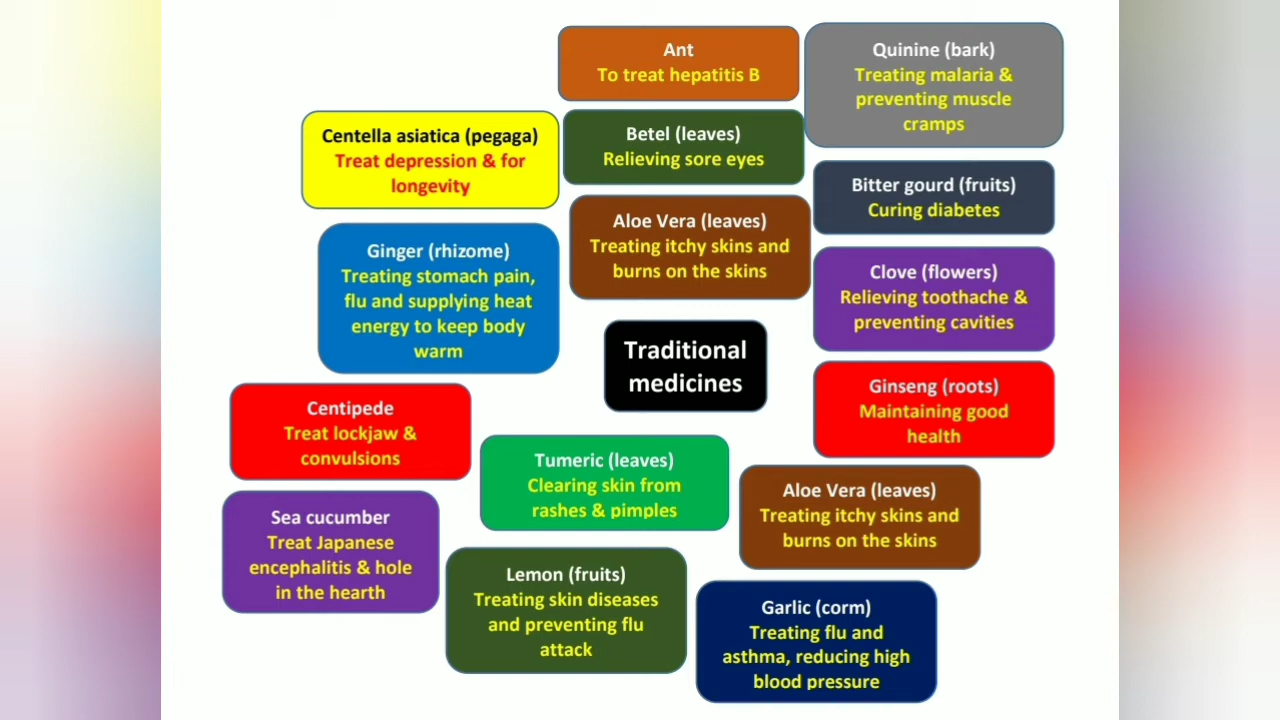 Ant
To treat hepatitis B
Quinine (bark)
Treating malaria &
preventing muscle
cramps
Centella asiatica (pegaga)
Treat depression & for
longevity
Betel (leaves)
Relieving sore eyes
Bitter gourd (fruits)
Curing diabetes
Aloe Vera (leaves)
Treating itchy skins and
burns on the skins
Ginger (rhizome)
Treating stomach pain,
flu and supplying heat
energy to keep body
warm
Clove (flowers)
Relieving toothache &
preventing cavities
Traditional
medicines
Ginseng (roots)
Maintaining good
health
Centipede
Treat lockjaw &
convulsions
Tumeric (leaves)
Clearing skin from
rashes & pimples
Aloe Vera (leaves)
Treating itchy skins and
burns on the skins
Sea cucumber
Treat Japanese
encephalitis & hole
in the hearth
Lemon (fruits)
Treating skin diseases
and preventing flu
attack
Garlic (corm)
Treating flu and
asthma, reducing high
blood pressure